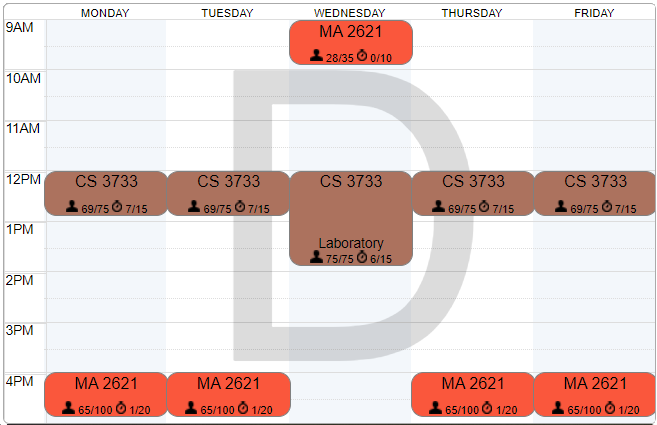 MONDAY TUESDAY WEDNESDAY THURSDAY FRIDAY
9AM
MA 2621
28/35 0/10
10AM
11AM
12PM
CS 3733 CS 3733 CS 3733 CS 3733 CS 3733
69/75 7/15 69/75 7/15 69/75 7/15 69/75 7/15
1PM
Laboratory
75/75 6/15
2PM
3PM
4PM
MA 2621 MA 2621 MA 2621 MA 2621
65/100 1/20 65/100 1/20 65/100 1/20 65/100 1/20
D